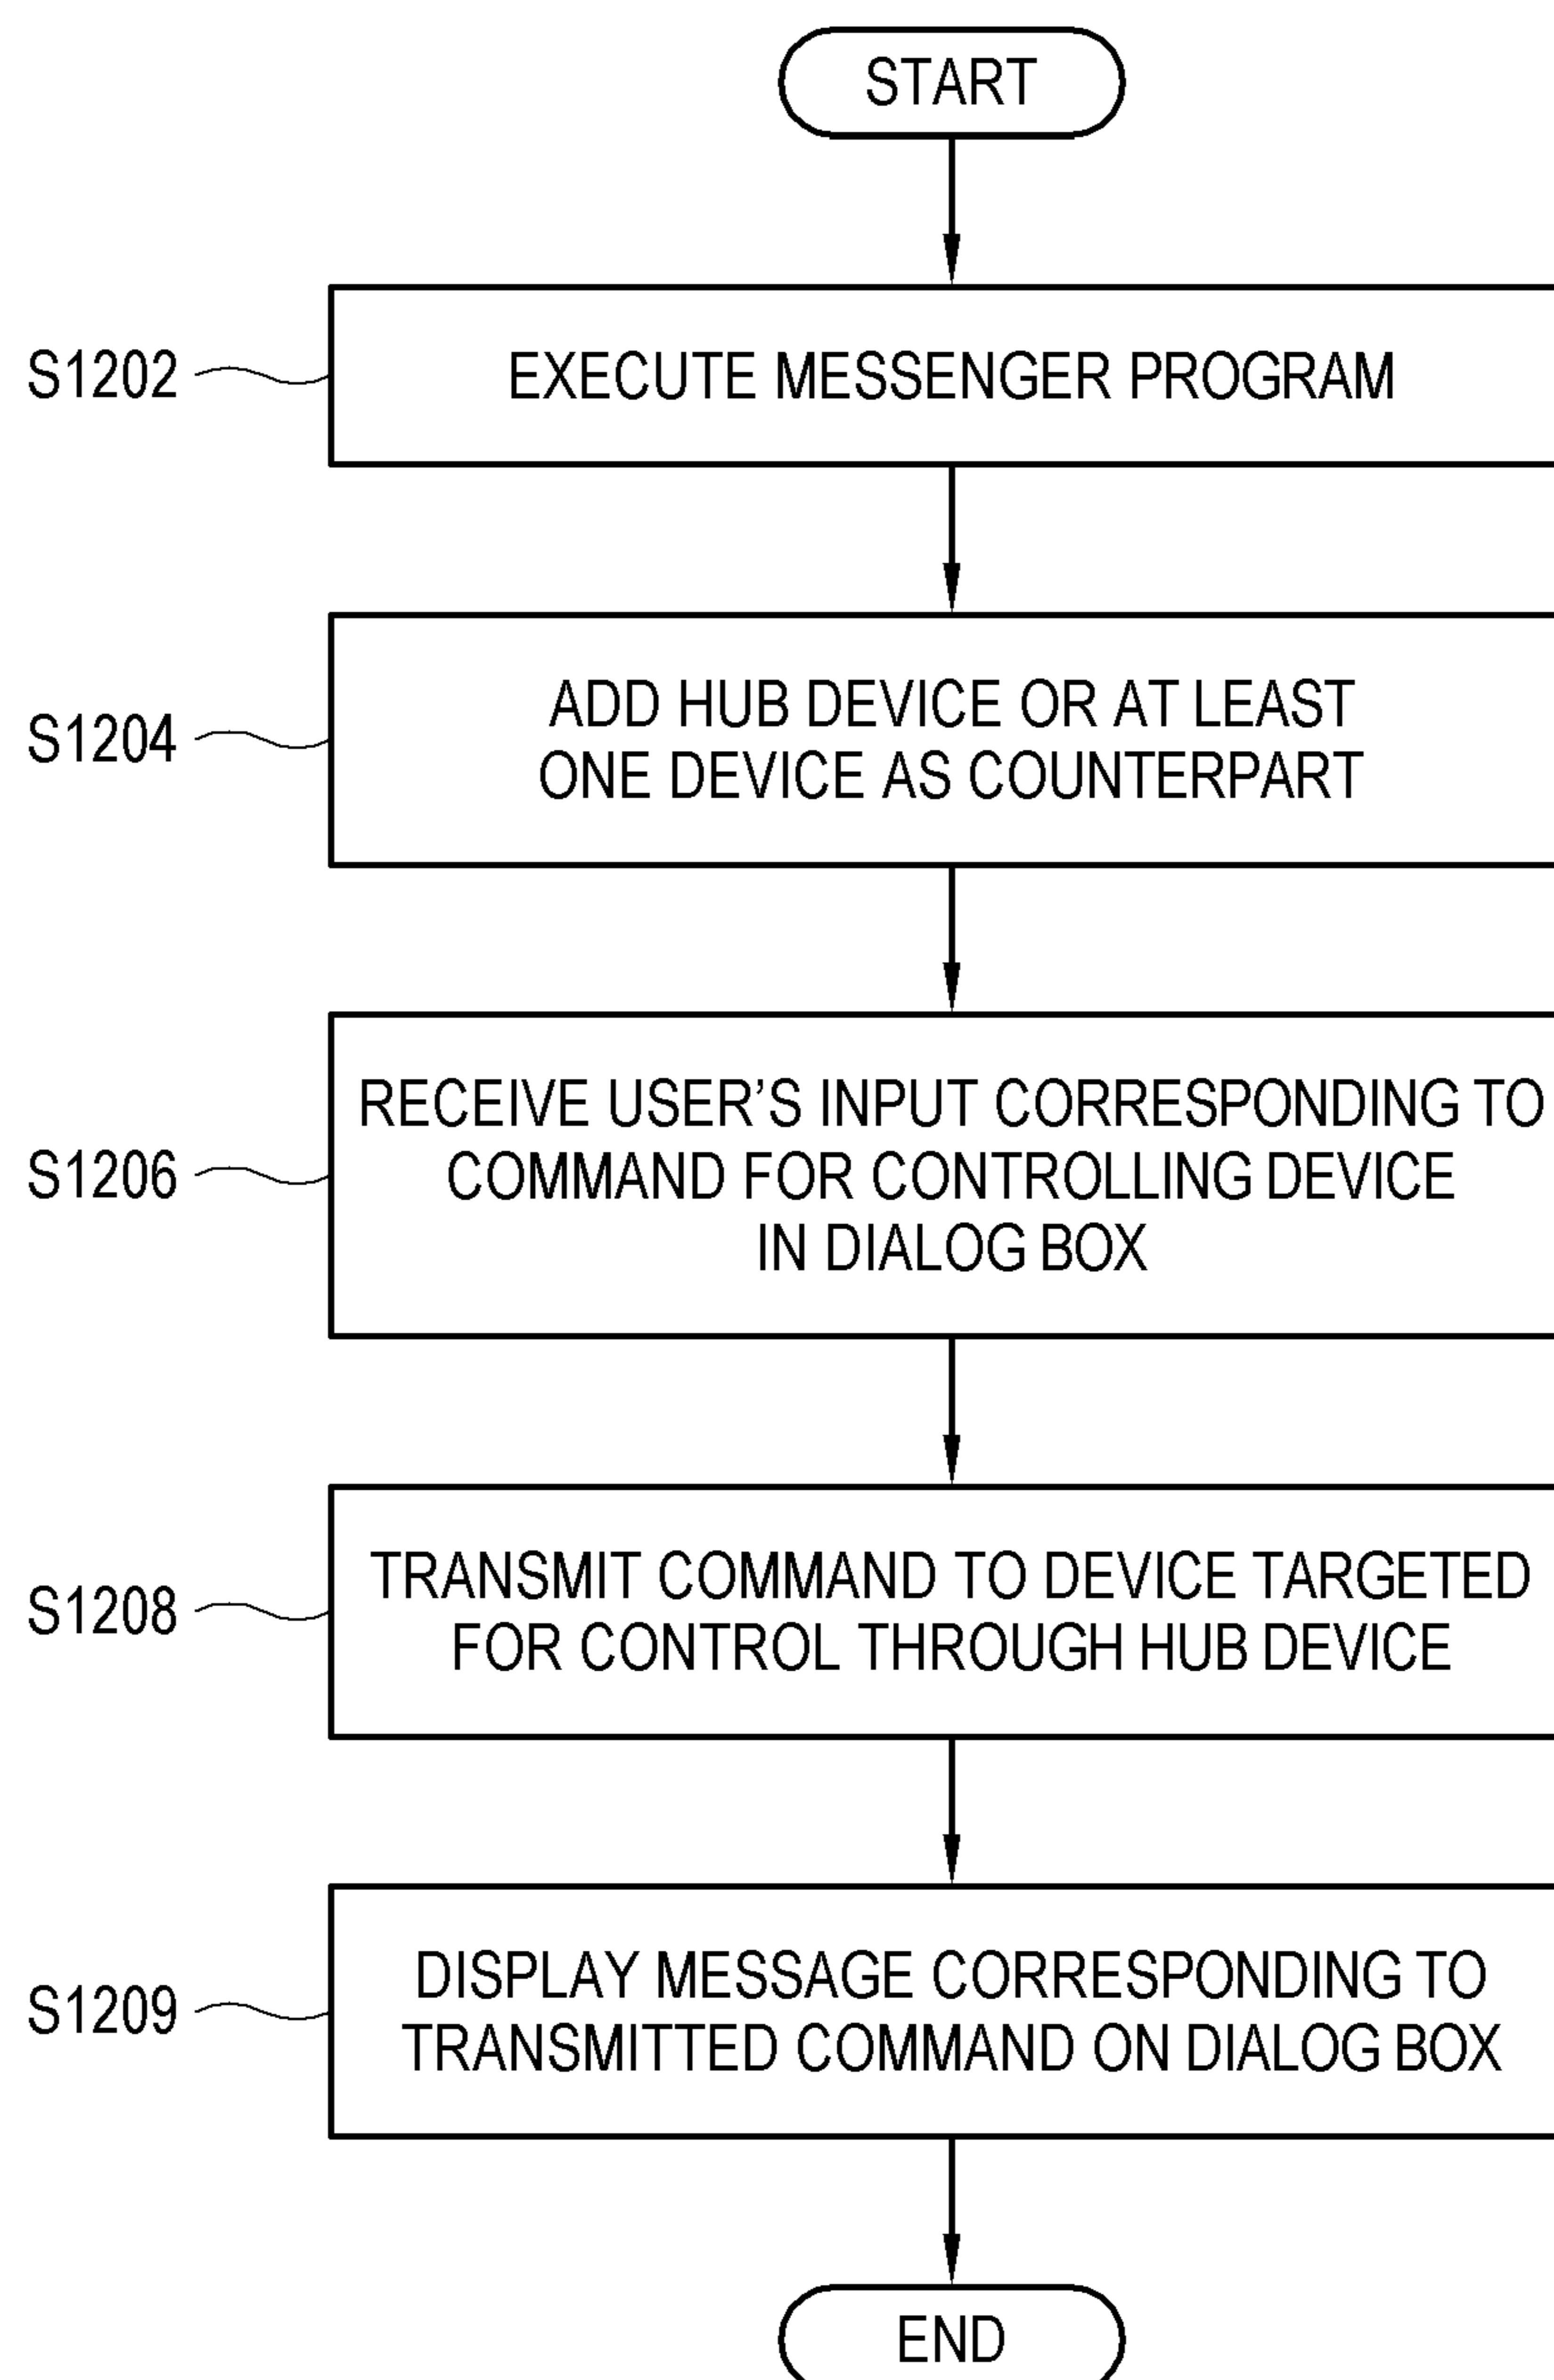 START
S1202
EXECUTE MESSENGER PROGRAM
S1204
ADD HUB DEVICE OR AT LEAST
ONE DEVICE AS COUNTERPART
S1206
RECEIVE USER'S INPUT CORRESPONDING TO
COMMAND FOR CONTROLLING DEVICE
IN DIALOG BOX
S1208
TRANSMIT COMMAND TO DEVICE TARGETED
FOR CONTROL THROUGH HUB DEVICE
S1209
DISPLAY MESSAGE CORRESPONDING TO
TRANSMITTED COMMAND ON DIALOG BOX
END